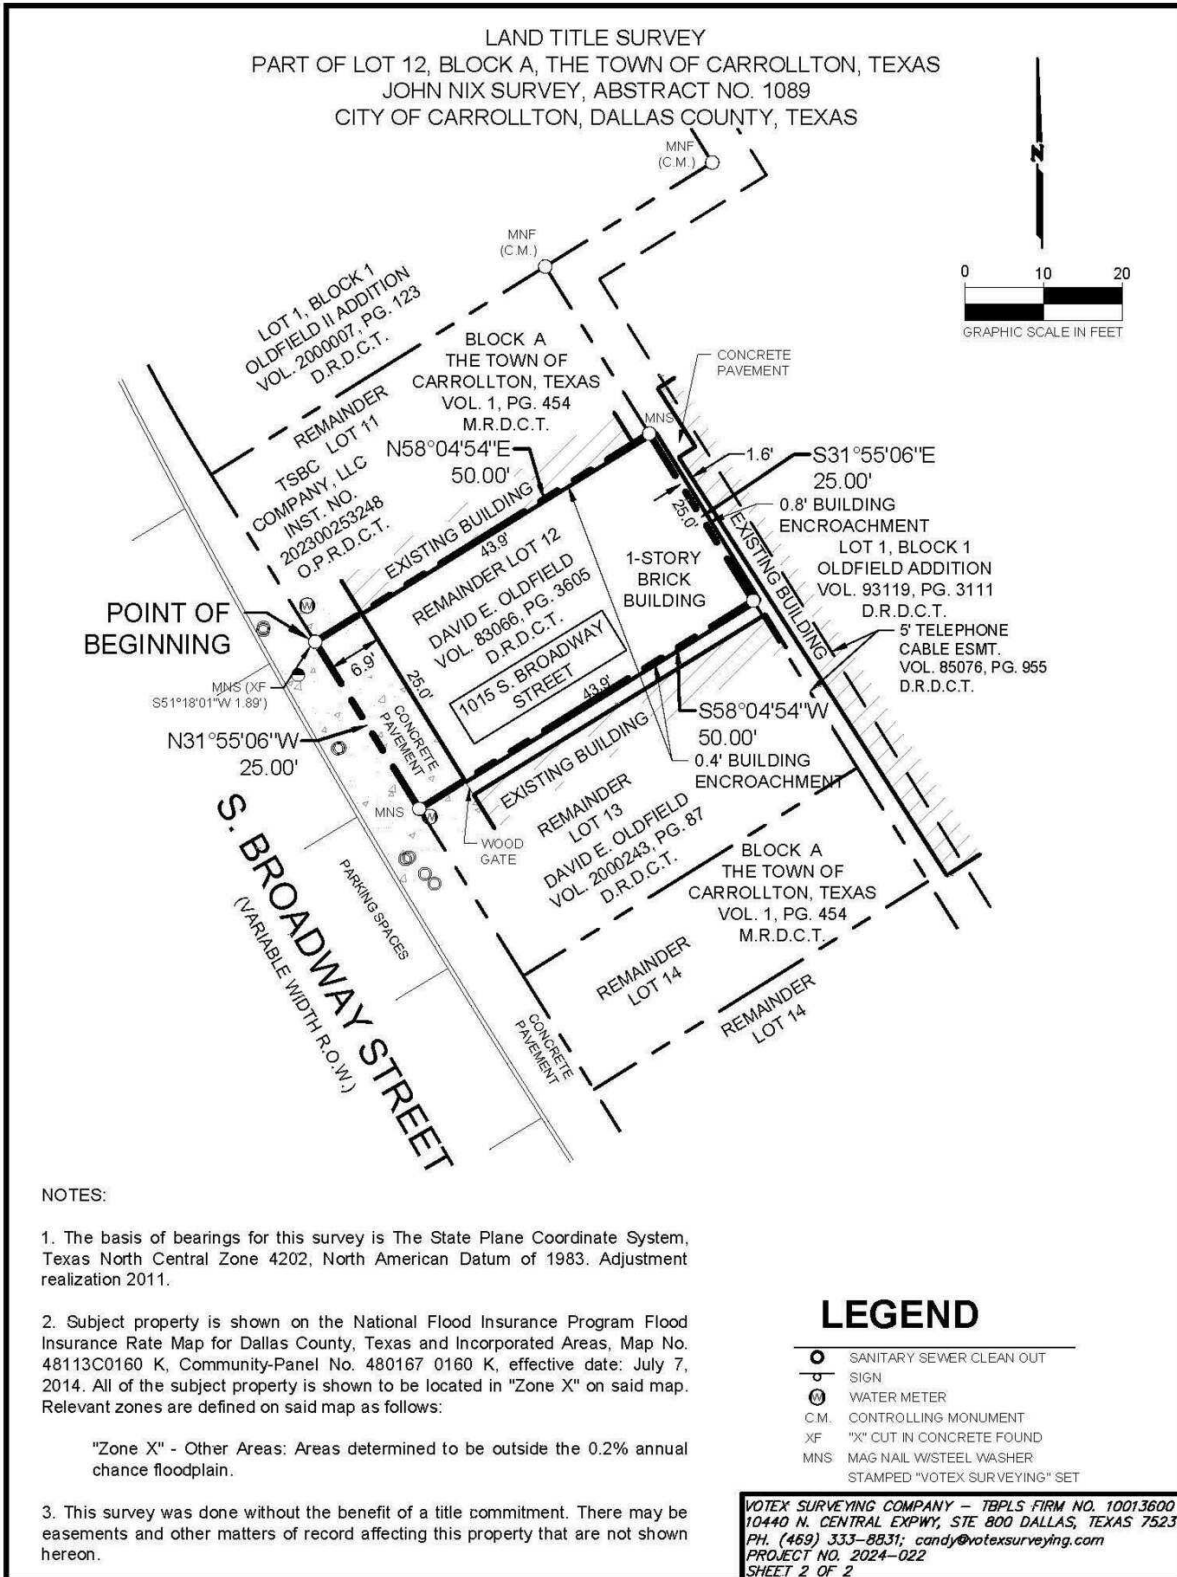 LAND TITLE SURVEY
PART OF LOT 12, BLOCK A, THE TOWN OF CARROLLTON, TEXAS
JOHN NIX SURVEY, ABSTRACT NO. 1089
CITY OF CARROLLTON, DALLAS COUNTY, TEXAS
N
0 10 20
GRAPHIC SCALE IN FEET
MNF
(C.M.)
MNF
(C.M.)
LOT 1, BLOCK 1
OLDFIELD II ADDITION
VOL. 2000007, PG. 123
D.R.D.C.T.
BLOCK A
THE TOWN OF
CARROLLTON, TEXAS
VOL. 1, PG. 454
M.R.D.C.T.
CONCRETE
PAVEMENT
MNS
REMAINDER
LOT 11
TSBC
COMPANY, LLC
INST. NO.
202300253248
O.P.R.D.C.T.
N58°04'54"E
50.00'
1.6'
S31°55'06"E
25.00'
0.8' BUILDING
ENCROACHMENT
25.0'
EXISTING BUILDING
LOT 1, BLOCK 1
OLDFIELD ADDITION
VOL. 93119, PG. 3111
D.R.D.C.T.
5' TELEPHONE
CABLE ESMT.
VOL. 85076, PG. 955
D.R.D.C.T.
EXISTING BUILDING
43.9'
REMAINDER LOT 12
DAVID E. OLDFIELD
VOL. 83066, PG. 3605
D.R.D.C.T.
1-STORY
BRICK
BUILDING
1015 S. BROADWAY
STREET
POINT OF
BEGINNING
W
MNS (XF
S51°18'01"W 1.89')
6.9'
25.0'
CONCRETE
PAVEMENT
43.9'
N31°55'06"W
25.00'
S58°04'54"W
50.00'
0.4' BUILDING
ENCROACHMENT
EXISTING BUILDING
MNS
W
WOOD
GATE
REMAINDER
LOT 13
DAVID E. OLDFIELD
VOL. 2000243, PG. 87
D.R.D.C.T.
BLOCK A
THE TOWN OF
CARROLLTON, TEXAS
VOL. 1, PG. 454
M.R.D.C.T.
S. BROADWAY STREET
(VARIABLE WIDTH R.O.W.)
PARKING SPACES
CONCRETE
PAVEMENT
REMAINDER
LOT 14
REMAINDER
LOT 14
NOTES:
1. The basis of bearings for this survey is The State Plane Coordinate System,
Texas North Central Zone 4202, North American Datum of 1983. Adjustment
realization 2011.
2. Subject property is shown on the National Flood Insurance Program Flood
Insurance Rate Map for Dallas County, Texas and Incorporated Areas, Map No.
48113C0160 K, Community-Panel No. 480167 0160 K, effective date: July 7,
2014. All of the subject property is shown to be located in "Zone X" on said map.
Relevant zones are defined on said map as follows:
"Zone X" - Other Areas: Areas determined to be outside the 0.2% annual
chance floodplain.
3. This survey was done without the benefit of a title commitment. There may be
easements and other matters of record affecting this property that are not shown
hereon.
LEGEND
SANITARY SEWER CLEAN OUT
SIGN
W WATER METER
C.M. CONTROLLING MONUMENT
XF "X" CUT IN CONCRETE FOUND
MNS MAG NAIL W/STEEL WASHER
STAMPED "VOTEX SURVEYING" SET
VOTEX SURVEYING COMPANY – TBPLS FIRM NO. 10013600
10440 N. CENTRAL EXPWY, STE 800 DALLAS, TEXAS 7523
PH. (469) 333–8831; candy@votexsurveying.com
PROJECT NO. 2024–022
SHEET 2 OF 2